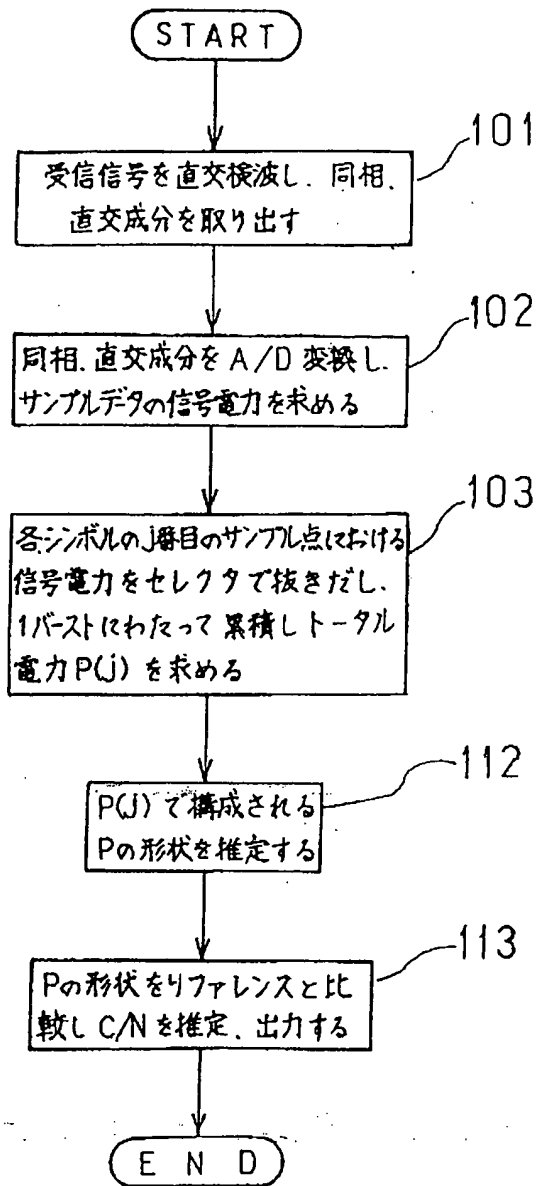 START
101
受信信号を直交検波し、同相、
直交成分を取り出す
102
同相、直交成分をA/D変換し、
サンプルデータの信号電力を求める
103
各シンボルのj番目のサンプル点における
信号電力をセレクタで抜きだし、
1バーストにわたって累積しトータル
電力P(j)を求める
112
P(j)で構成される
Pの形状を推定する
113
Pの形状をリファレンスと比
較しC/Nを推定、出力する
END